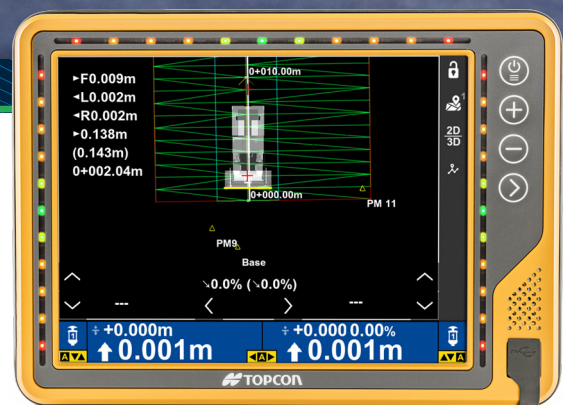 ►F0.009m
◄L0.002m
◄R0.002m
►0.138m
(0.143m)
0+002.04m
0+010.00m
1
2D
3D
0+000.00m
PM 11
PM9
Base
↘0.0% (↘0.0%)
---
---
÷ +0.000m
÷ +0.000 0.00%
0.001m
0.001m
A
A
A
TOPCON